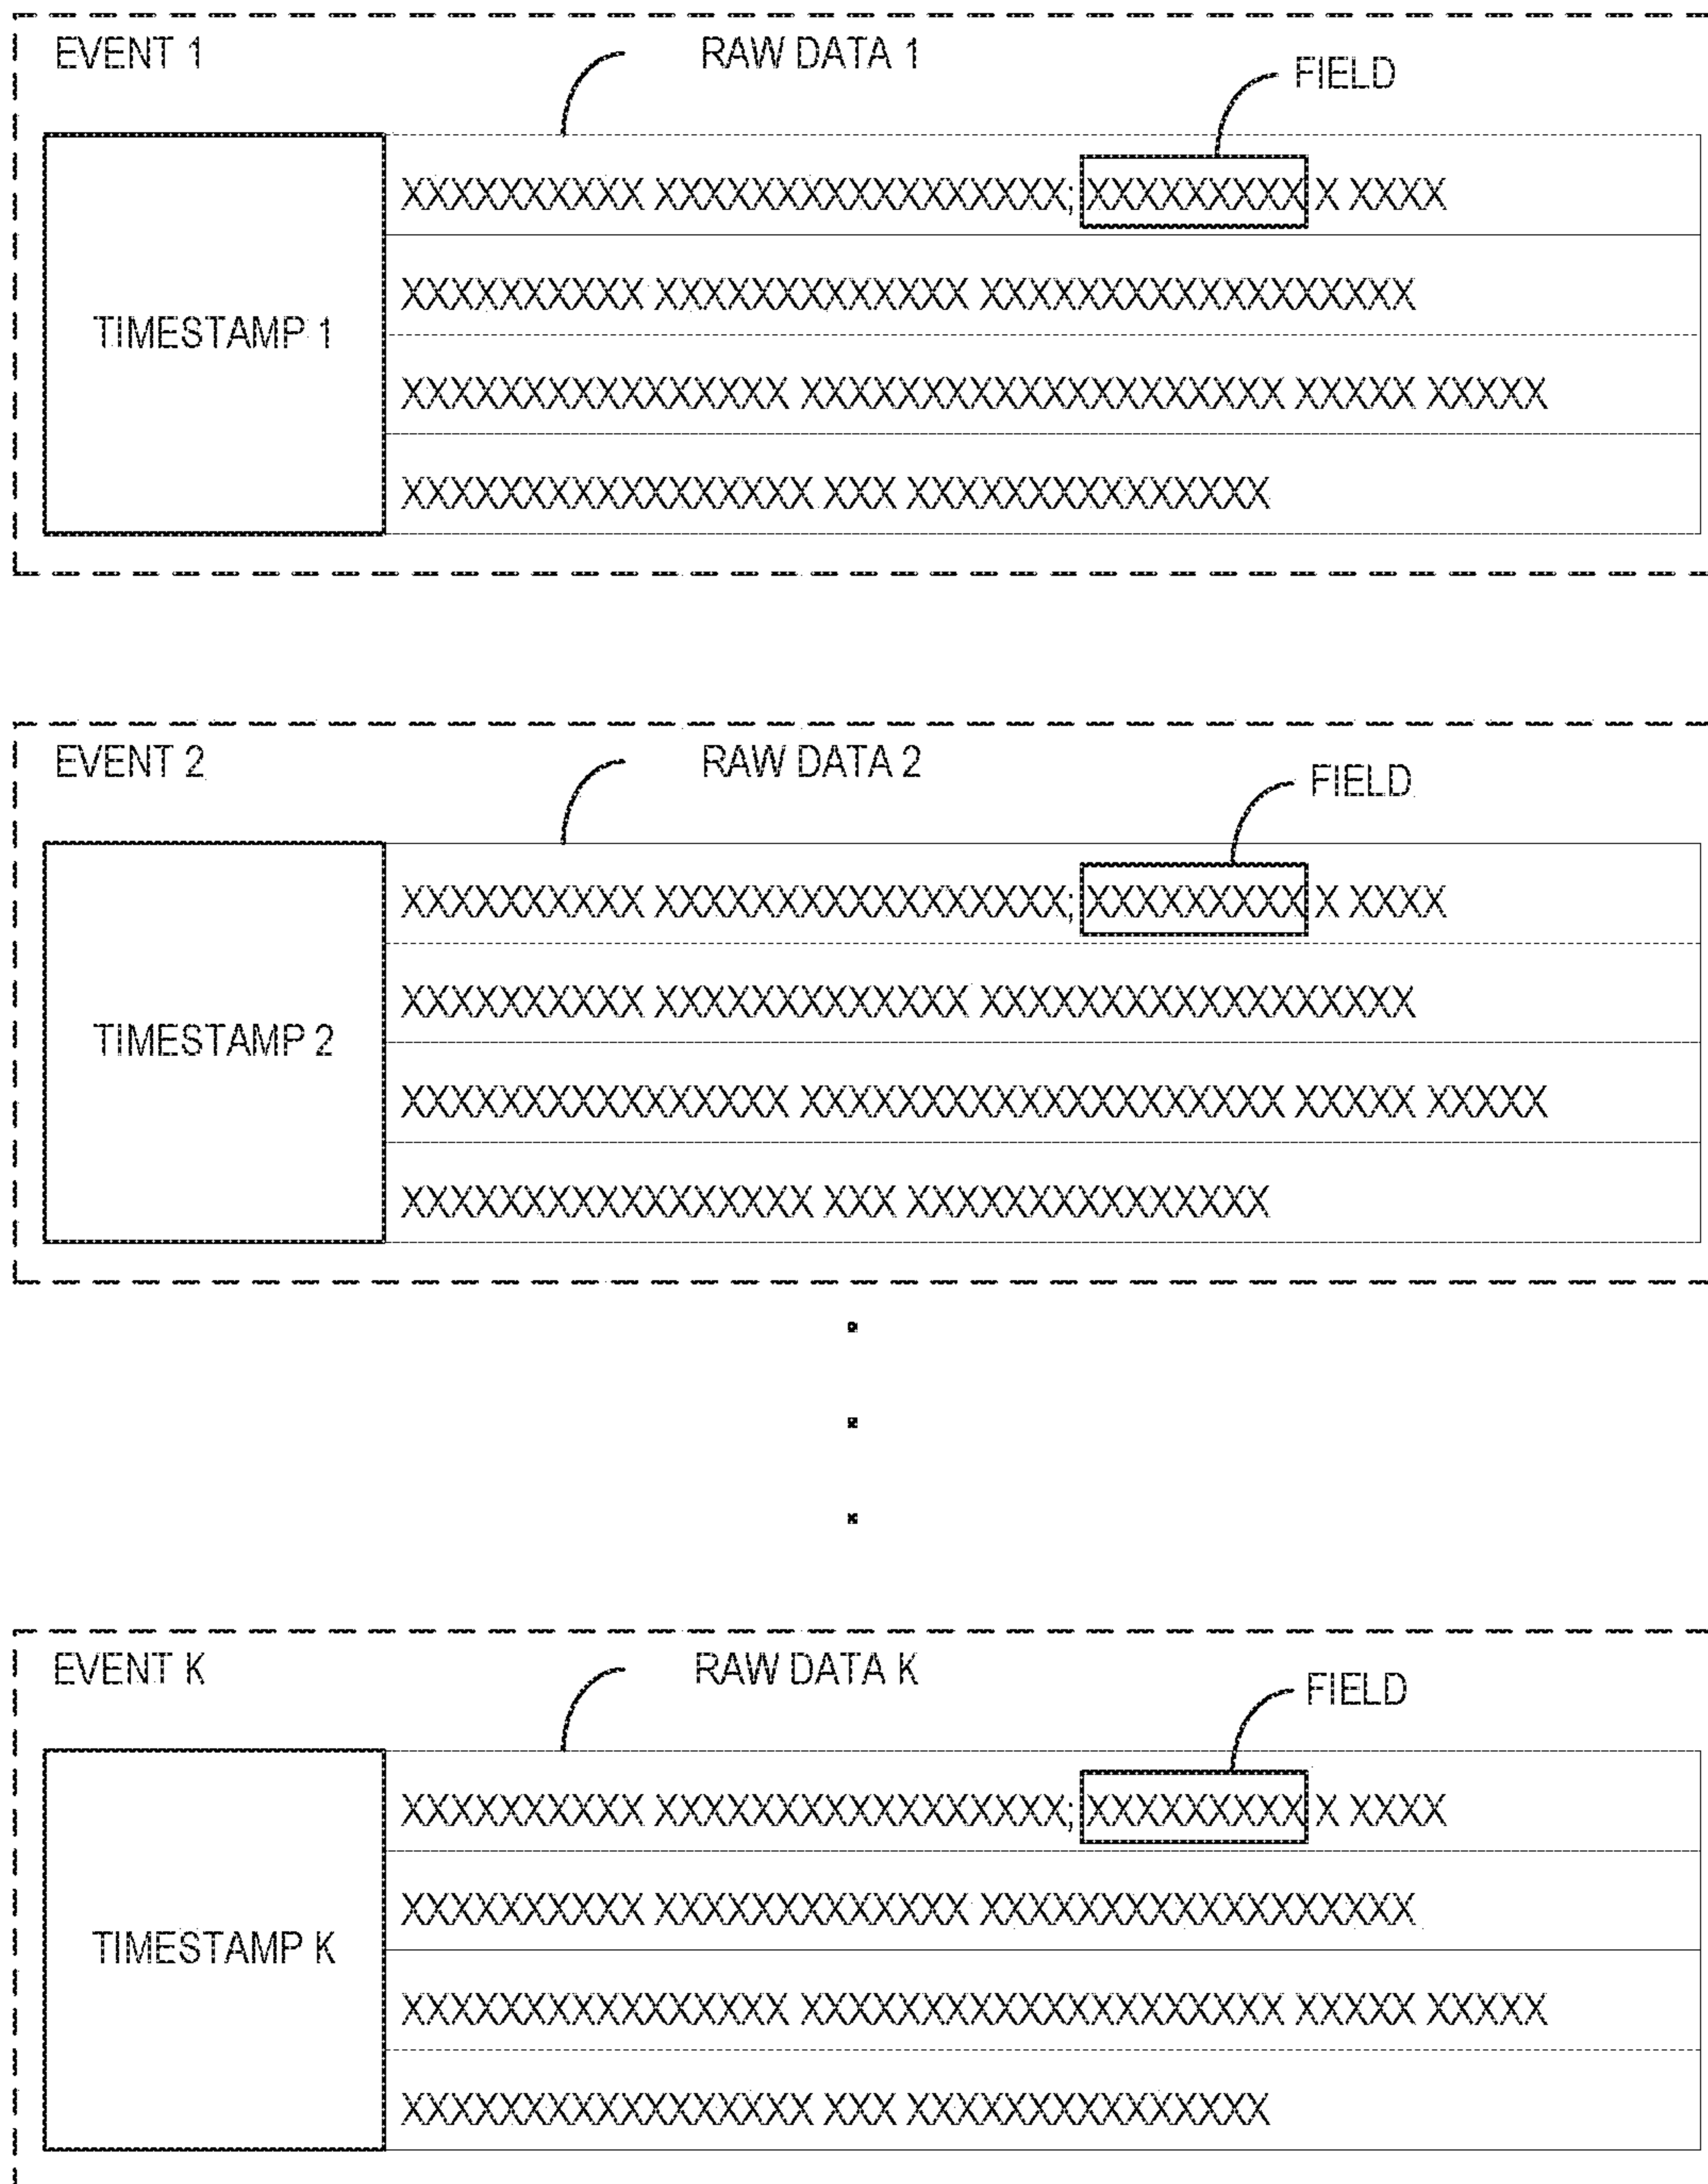 EVENT 1
RAW DATA 1
FIELD
TIMESTAMP 1
XXXXXXXXXX XXXXXXXXXXXXXXXXX; XXXXXXXXX X XXXX
XXXXXXXXXX XXXXXXXXXXXXX XXXXXXXXXXXXXXXXXX
XXXXXXXXXXXXXXXX XXXXXXXXXXXXXXXXXXXX XXXXX XXXXX
XXXXXXXXXXXXXXXXX XXX XXXXXXXXXXXXXXX
EVENT 2
RAW DATA 2
FIELD
TIMESTAMP 2
XXXXXXXXXX XXXXXXXXXXXXXXXXX; XXXXXXXXX X XXXX
XXXXXXXXXX XXXXXXXXXXXXX XXXXXXXXXXXXXXXXXX
XXXXXXXXXXXXXXXX XXXXXXXXXXXXXXXXXXXX XXXXX XXXXX
XXXXXXXXXXXXXXXXX XXX XXXXXXXXXXXXXXX
EVENT K
RAW DATA K
FIELD
TIMESTAMP K
XXXXXXXXXX XXXXXXXXXXXXXXXXX; XXXXXXXXX X XXXX
XXXXXXXXXX XXXXXXXXXXXXX XXXXXXXXXXXXXXXXXX
XXXXXXXXXXXXXXXX XXXXXXXXXXXXXXXXXXXX XXXXX XXXXX
XXXXXXXXXXXXXXXXX XXX XXXXXXXXXXXXXXX